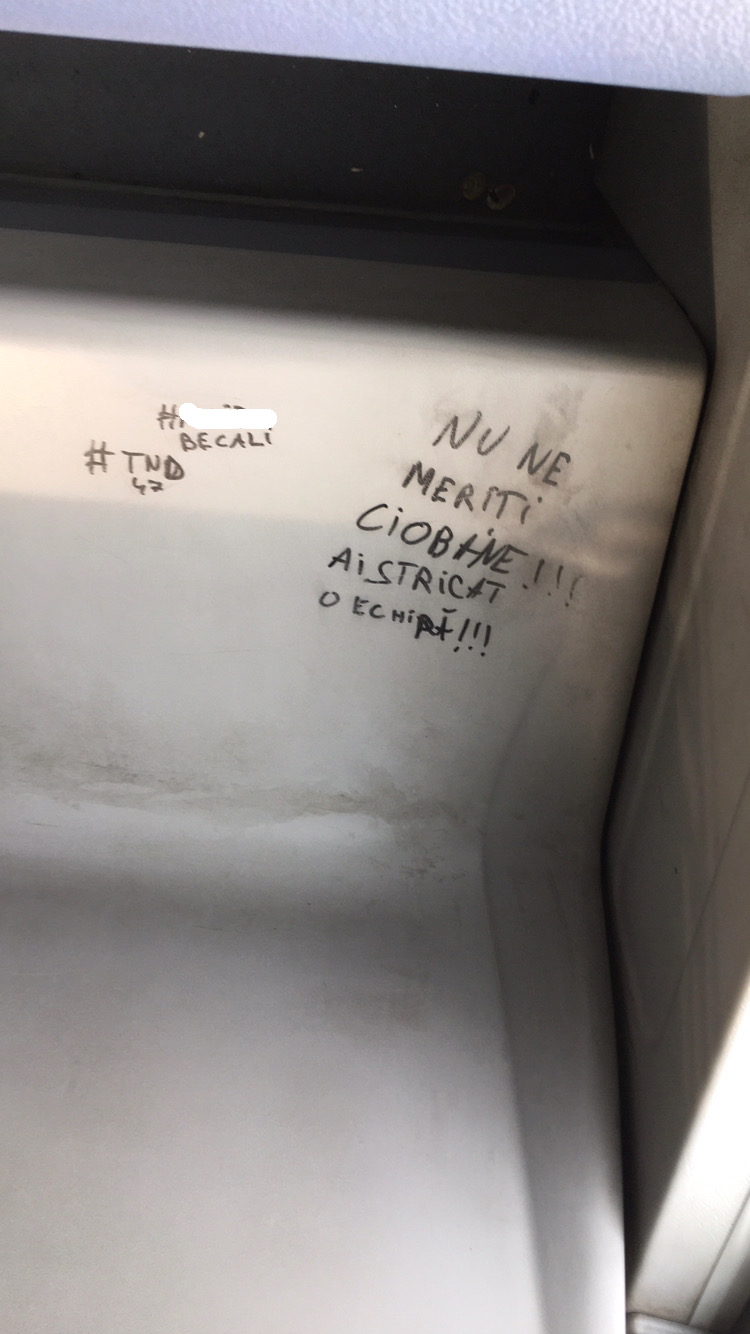 #
BECALI
# TND
47
NU NE
MERITI
CIOBANE!!!
AI STRICAT
O ECHIPĂ!!!